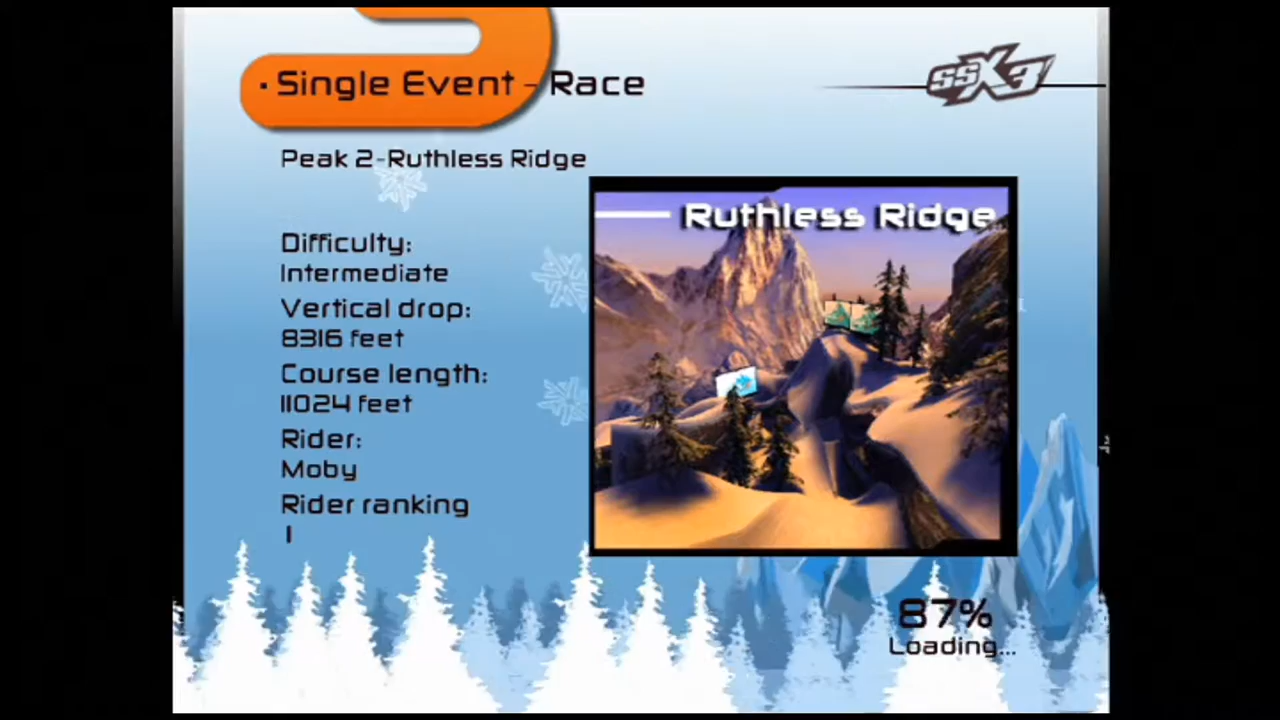 · Single Event - Race
SSX3
Peak 2-Ruthless Ridge
Ruthless Ridge
Difficulty:
Intermediate
Vertical drop:
8316 feet
Course length:
11024 feet
Rider:
Moby
Rider ranking
1
87%
Loading...